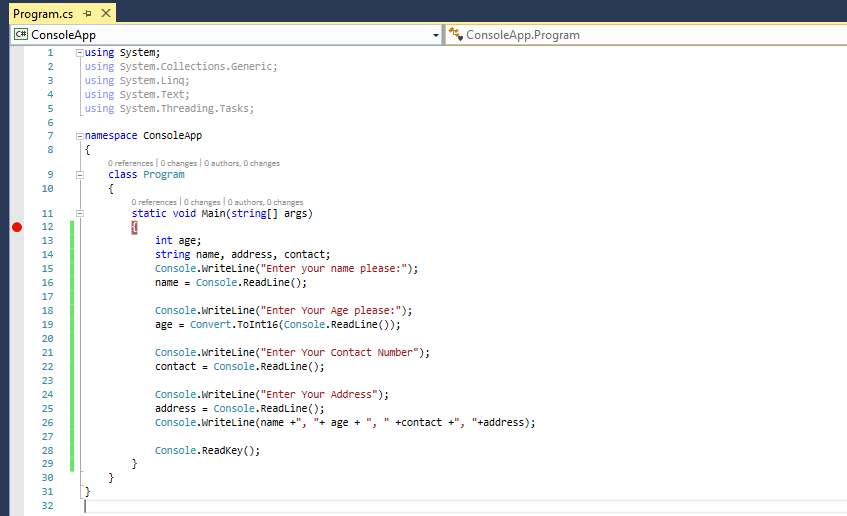 Program.cs
C# ConsoleApp
ConsoleApp.Program
1 using System;
2 using System.Collections.Generic;
3 using System.Linq;
4 using System.Text;
5 using System.Threading.Tasks;
6
7 namespace ConsoleApp
8 {
0 references | 0 changes | 0 authors, 0 changes
9 class Program
10 {
0 references | 0 changes | 0 authors, 0 changes
11 static void Main(string[] args)
12 {
13 int age;
14 string name, address, contact;
15 Console.WriteLine("Enter your name please:");
16 name = Console.ReadLine();
17
18 Console.WriteLine("Enter Your Age please:");
19 age = Convert.ToInt16(Console.ReadLine());
20
21 Console.WriteLine("Enter Your Contact Number");
22 contact = Console.ReadLine();
23
24 Console.WriteLine("Enter Your Address");
25 address = Console.ReadLine();
26 Console.WriteLine(name +", "+ age + ", " +contact +", "+address);
27
28 Console.ReadKey();
29 }
30 }
31 }
32